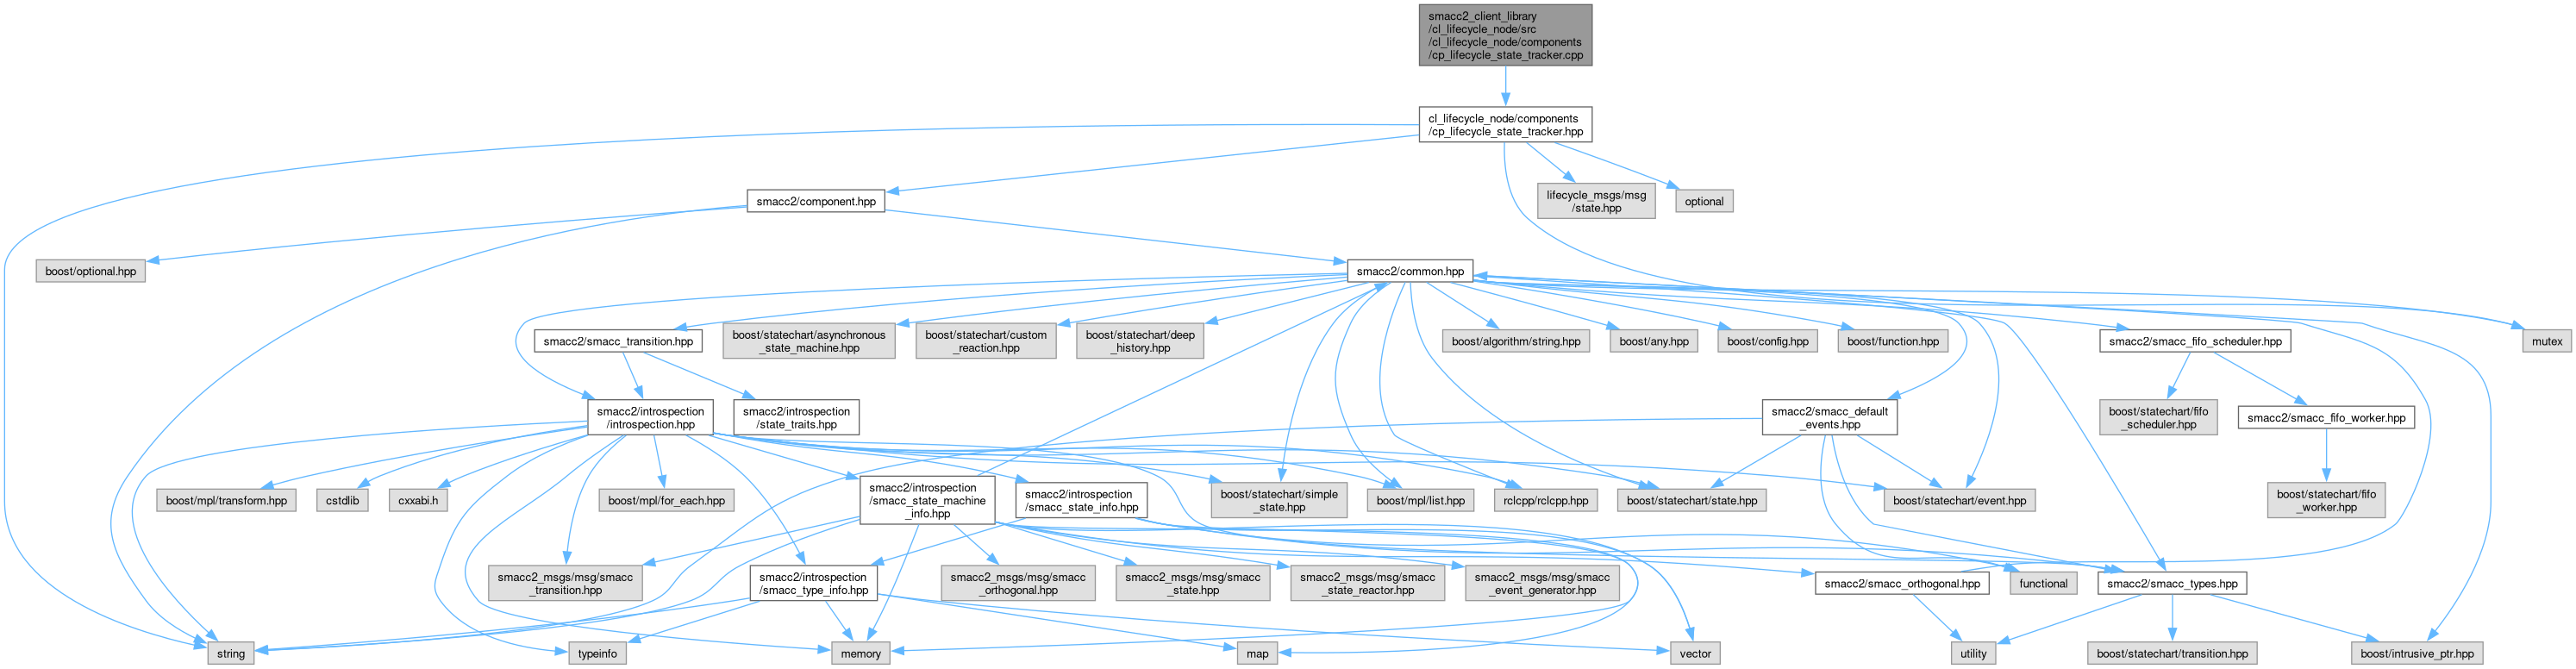 smacc2_client_library
/cl_lifecycle_node/src
/cl_lifecycle_node/components
/cp_lifecycle_state_tracker.cpp
cl_lifecycle_node/components
/cp_lifecycle_state_tracker.hpp
smacc2/component.hpp
lifecycle_msgs/msg
/state.hpp
optional
boost/optional.hpp
smacc2/common.hpp
smacc2/smacc_transition.hpp
boost/statechart/asynchronous
_state_machine.hpp
boost/statechart/custom
_reaction.hpp
boost/statechart/deep
_history.hpp
boost/algorithm/string.hpp
boost/any.hpp
boost/config.hpp
boost/function.hpp
smacc2/smacc_fifo_scheduler.hpp
mutex
smacc2/introspection
/introspection.hpp
smacc2/introspection
/state_traits.hpp
smacc2/smacc_default
_events.hpp
boost/statechart/fifo
_scheduler.hpp
smacc2/smacc_fifo_worker.hpp
boost/mpl/transform.hpp
cstdlib
cxxabi.h
boost/mpl/for_each.hpp
smacc2/introspection
/smacc_state_machine
_info.hpp
smacc2/introspection
/smacc_state_info.hpp
boost/statechart/simple
_state.hpp
boost/mpl/list.hpp
rclcpp/rclcpp.hpp
boost/statechart/state.hpp
boost/statechart/event.hpp
boost/statechart/fifo
_worker.hpp
smacc2_msgs/msg/smacc
_transition.hpp
smacc2/introspection
/smacc_type_info.hpp
smacc2_msgs/msg/smacc
_orthogonal.hpp
smacc2_msgs/msg/smacc
_state.hpp
smacc2_msgs/msg/smacc
_state_reactor.hpp
smacc2_msgs/msg/smacc
_event_generator.hpp
smacc2/smacc_orthogonal.hpp
functional
smacc2/smacc_types.hpp
string
typeinfo
memory
map
vector
utility
boost/statechart/transition.hpp
boost/intrusive_ptr.hpp